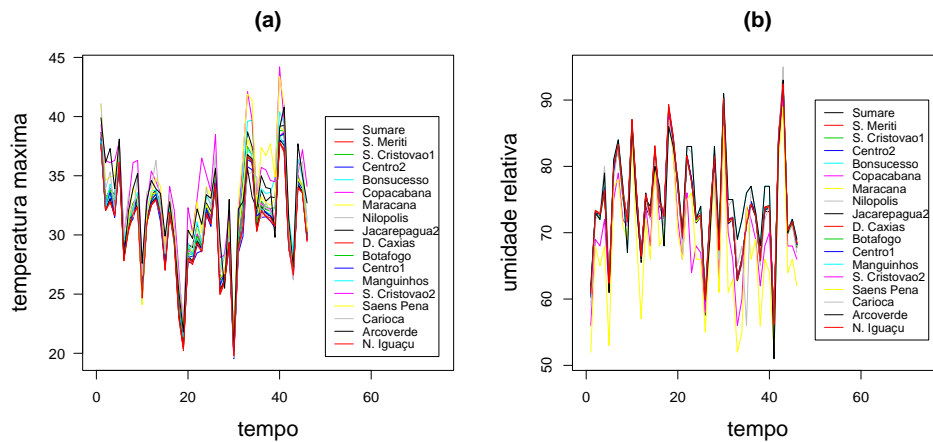 (a)
temperatura maxima
45
40
35
30
25
20
0
20
40
60
tempo
Sumare
S. Meriti
S. Cristovao1
Centro2
Bonsucesso
Copacabana
Maracana
Nilopolis
Jacarepagua2
D. Caxias
Botafogo
Centro1
Manguinhos
S. Cristovao2
Saens Pena
Carioca
Arcoverde
N. Iguaçu
(b)
umidade relativa
90
80
70
60
50
0
20
40
60
tempo
Sumare
S. Meriti
S. Cristovao1
Centro2
Bonsucesso
Copacabana
Maracana
Nilopolis
Jacarepagua2
D. Caxias
Botafogo
Centro1
Manguinhos
S. Cristovao2
Saens Pena
Carioca
Arcoverde
N. Iguaçu